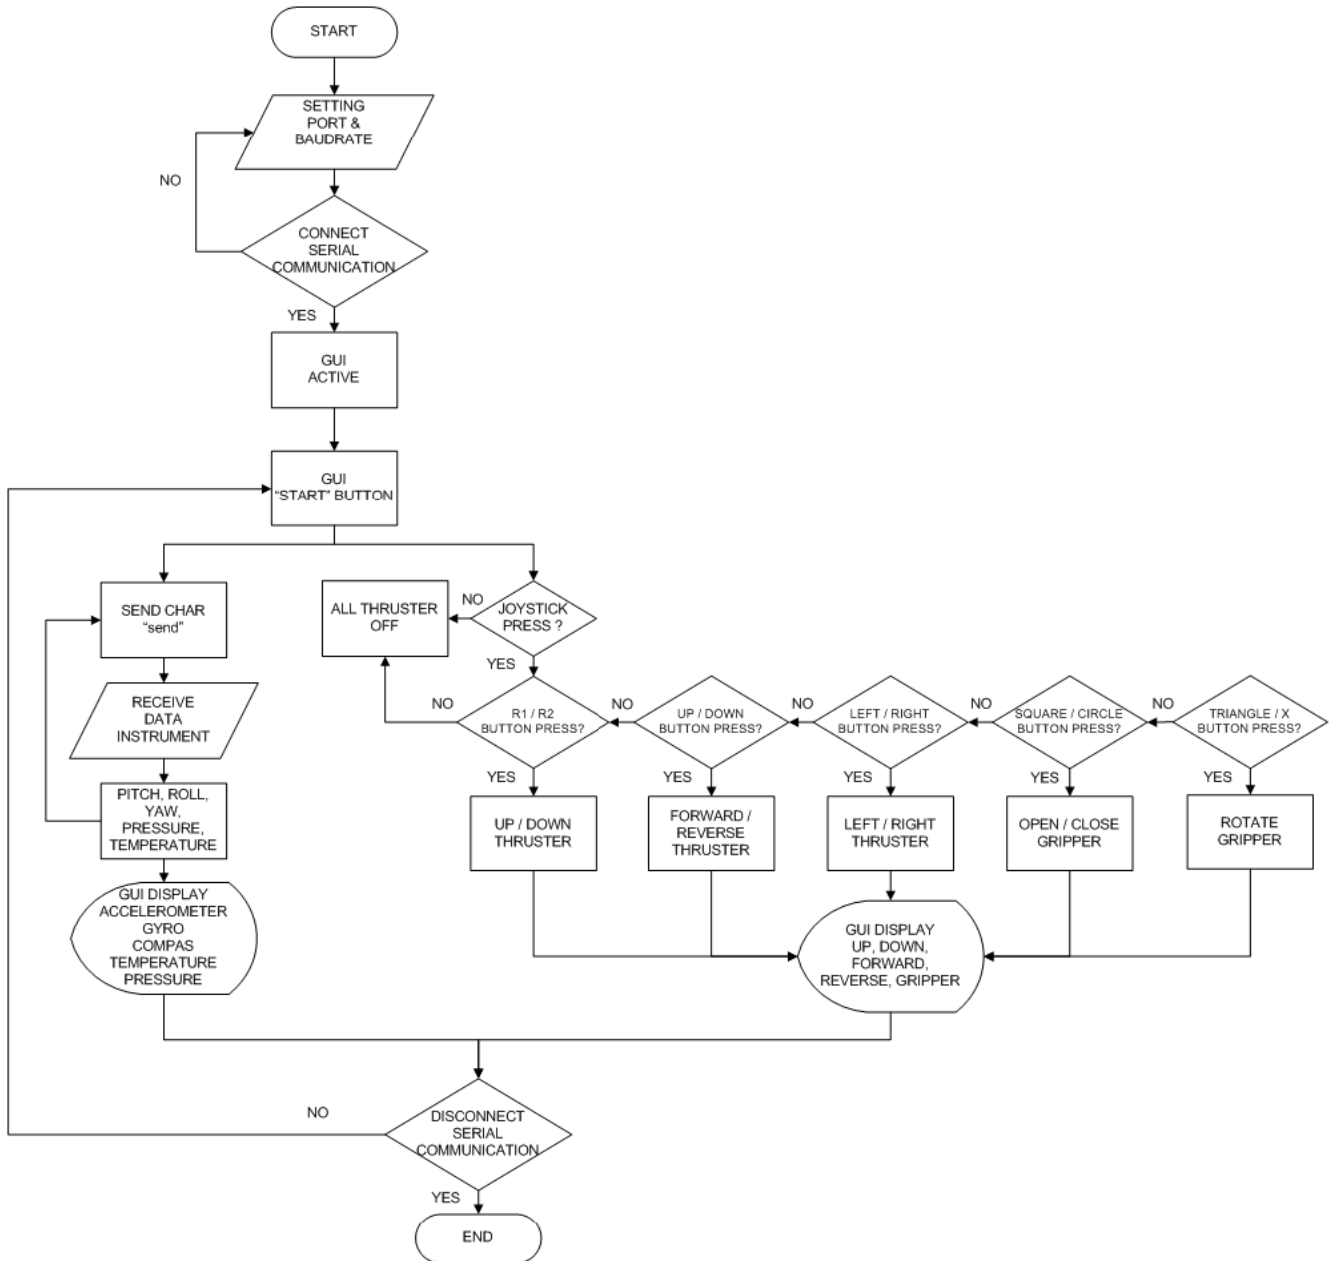 START
SETTING
PORT &
BAUDRATE
NO
CONNECT
SERIAL
COMMUNICATION
YES
GUI
ACTIVE
GUI
“START” BUTTON
SEND CHAR
“send”
ALL THRUSTER
OFF
NO
JOYSTICK
PRESS ?
YES
RECEIVE
DATA
INSTRUMENT
NO
R1 / R2
BUTTON PRESS?
NO
UP / DOWN
BUTTON PRESS?
NO
LEFT / RIGHT
BUTTON PRESS?
NO
SQUARE / CIRCLE
BUTTON PRESS?
NO
TRIANGLE / X
BUTTON PRESS?
YES
YES
YES
YES
YES
PITCH, ROLL,
YAW,
PRESSURE,
TEMPERATURE
UP / DOWN
THRUSTER
FORWARD /
REVERSE
THRUSTER
LEFT / RIGHT
THRUSTER
OPEN / CLOSE
GRIPPER
ROTATE
GRIPPER
GUI DISPLAY
ACCELEROMETER
GYRO
COMPAS
TEMPERATURE
PRESSURE
GUI DISPLAY
UP, DOWN,
FORWARD,
REVERSE, GRIPPER
NO
DISCONNECT
SERIAL
COMMUNICATION
YES
END